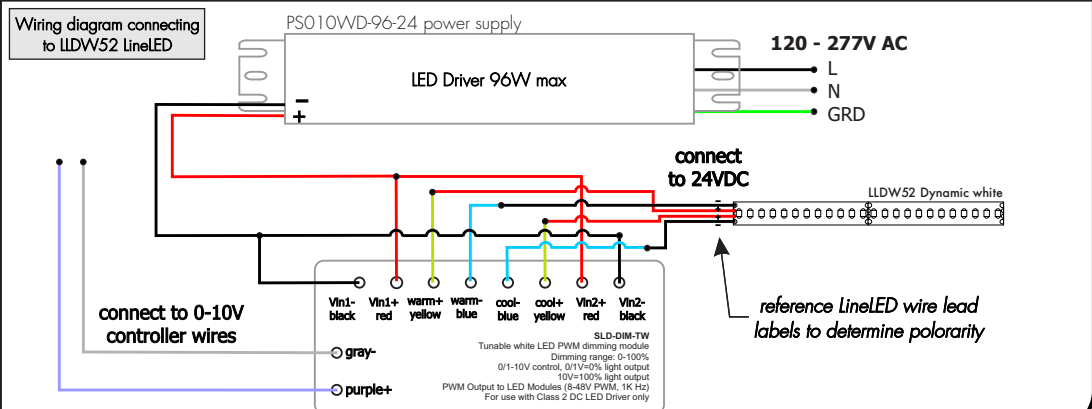 Wiring diagram connecting
to LLDW52 LineLED
PS010WD-96-24 power supply
LED Driver 96W max
120 - 277V AC
L
N
GRD
−
+
connect
to 24VDC
LLDW52 Dynamic white
-
+
+
-
reference LineLED wire lead
labels to determine polorarity
Vin1-
black
Vin1+
red
warm+
yellow
warm-
blue
cool-
blue
cool+
yellow
Vin2+
red
Vin2-
black
connect to 0-10V
controller wires
gray-
purple+
SLD-DIM-TW
Tunable white LED PWM dimming module
Dimming range: 0-100%
0/1-10V control, 0/1V=0% light output
10V=100% light output
PWM Output to LED Modules (8-48V PWM, 1K Hz)
For use with Class 2 DC LED Driver only